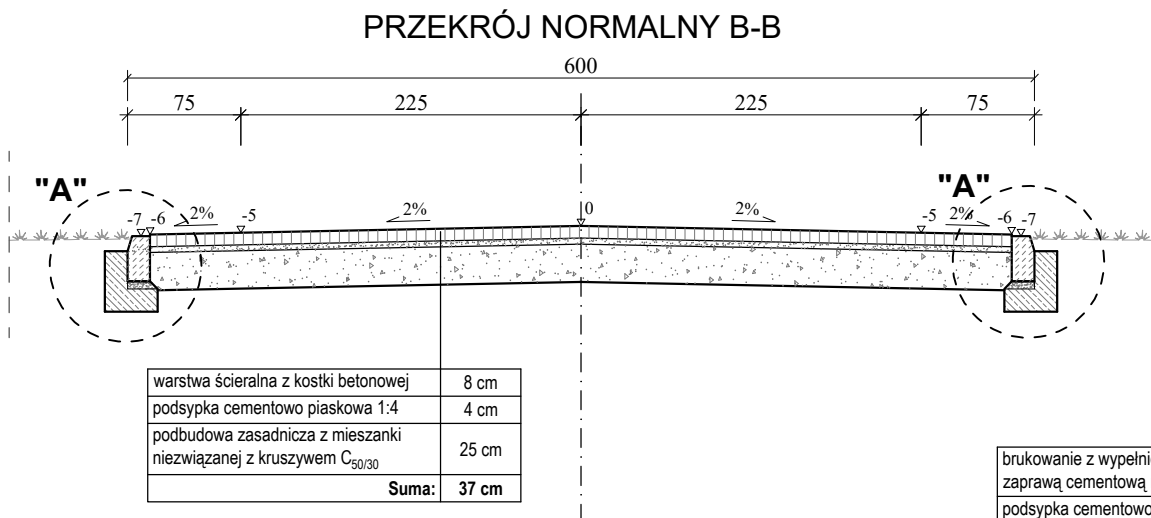 PRZEKRÓJ NORMALNY B-B
600
75 225 225 75
"A" "A"
-7 -6 2% -5 2% 0 2% -5 2% -6 -7
warstwa ścieralna z kostki betonowej 8 cm
podsypka cementowo piaskowa 1:4 4 cm
podbudowa zasadnicza z mieszanki
niezwiązanej z kruszywem C50/30 25 cm
Suma: 37 cm
brukowanie z wypełni
zaprawą cementową
podsypka cementowo